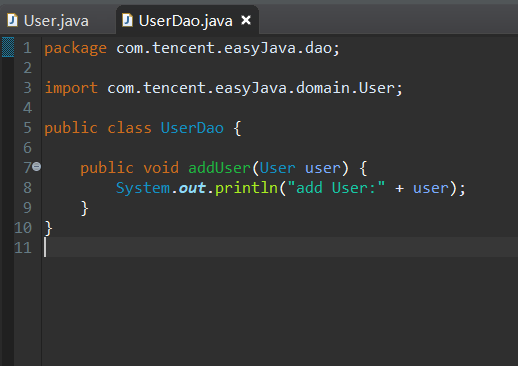 User.java UserDao.java
1 package com.tencent.easyJava.dao;
2
3 import com.tencent.easyJava.domain.User;
4
5 public class UserDao {
6
7 public void addUser(User user) {
8 System.out.println("add User:" + user);
9 }
10 }
11